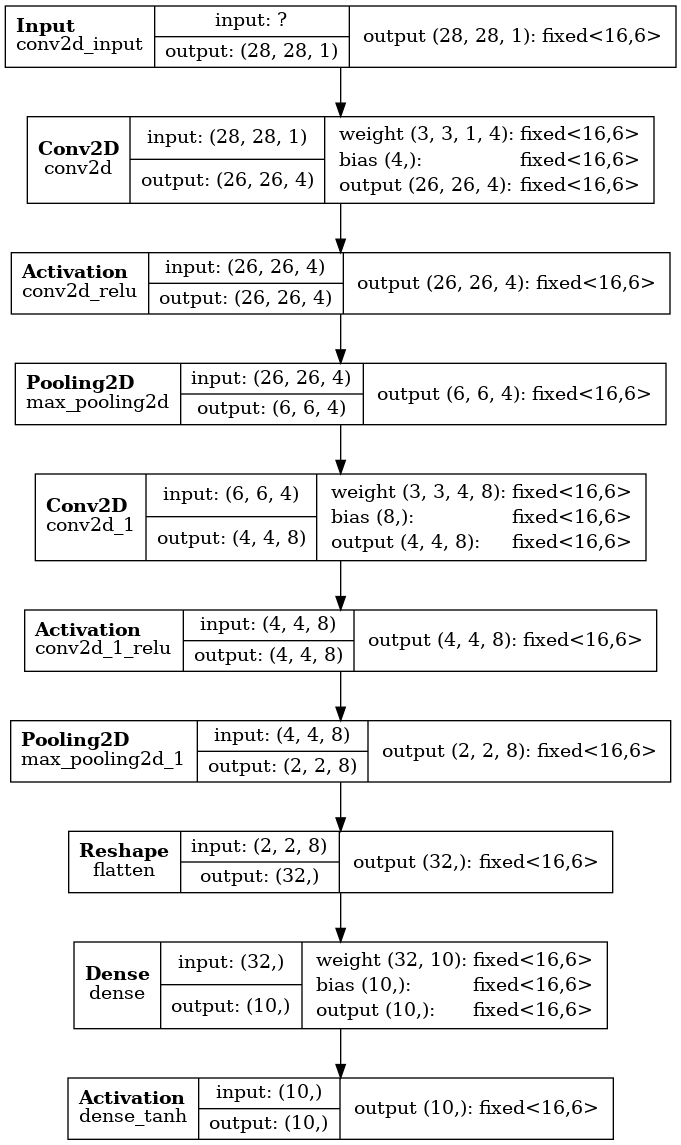 Input
conv2d_input
input: ?
output: (28, 28, 1)
output (28, 28, 1): fixed<16,6>
Conv2D
conv2d
input: (28, 28, 1)
output: (26, 26, 4)
weight (3, 3, 1, 4): fixed<16,6>
bias (4,): fixed<16,6>
output (26, 26, 4): fixed<16,6>
Activation
conv2d_relu
input: (26, 26, 4)
output: (26, 26, 4)
output (26, 26, 4): fixed<16,6>
Pooling2D
max_pooling2d
input: (26, 26, 4)
output: (6, 6, 4)
output (6, 6, 4): fixed<16,6>
Conv2D
conv2d_1
input: (6, 6, 4)
output: (4, 4, 8)
weight (3, 3, 4, 8): fixed<16,6>
bias (8,): fixed<16,6>
output (4, 4, 8): fixed<16,6>
Activation
conv2d_1_relu
input: (4, 4, 8)
output: (4, 4, 8)
output (4, 4, 8): fixed<16,6>
Pooling2D
max_pooling2d_1
input: (4, 4, 8)
output: (2, 2, 8)
output (2, 2, 8): fixed<16,6>
Reshape
flatten
input: (2, 2, 8)
output: (32,)
output (32,): fixed<16,6>
Dense
dense
input: (32,)
output: (10,)
weight (32, 10): fixed<16,6>
bias (10,): fixed<16,6>
output (10,): fixed<16,6>
Activation
dense_tanh
input: (10,)
output: (10,)
output (10,): fixed<16,6>